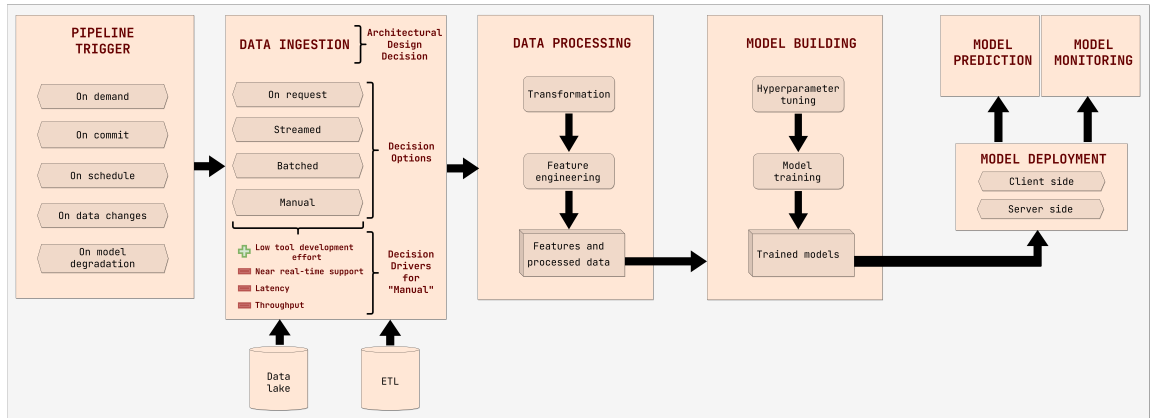 PIPELINE
TRIGGER
On demand
On commit
On schedule
On data changes
On model
degradation
DATA INGESTION
Architectural
Design
Decision
On request
Streamed
Batched
Manual
Decision
Options
Low tool development
effort
Near real-time support
Latency
Throughput
Decision
Drivers
for
"Manual"
Data
lake
ETL
DATA PROCESSING
Transformation
Feature
engineering
Features and
processed data
MODEL BUILDING
Hyperparameter
tuning
Model
training
Trained models
MODEL
PREDICTION
MODEL
MONITORING
MODEL DEPLOYMENT
Client side
Server side